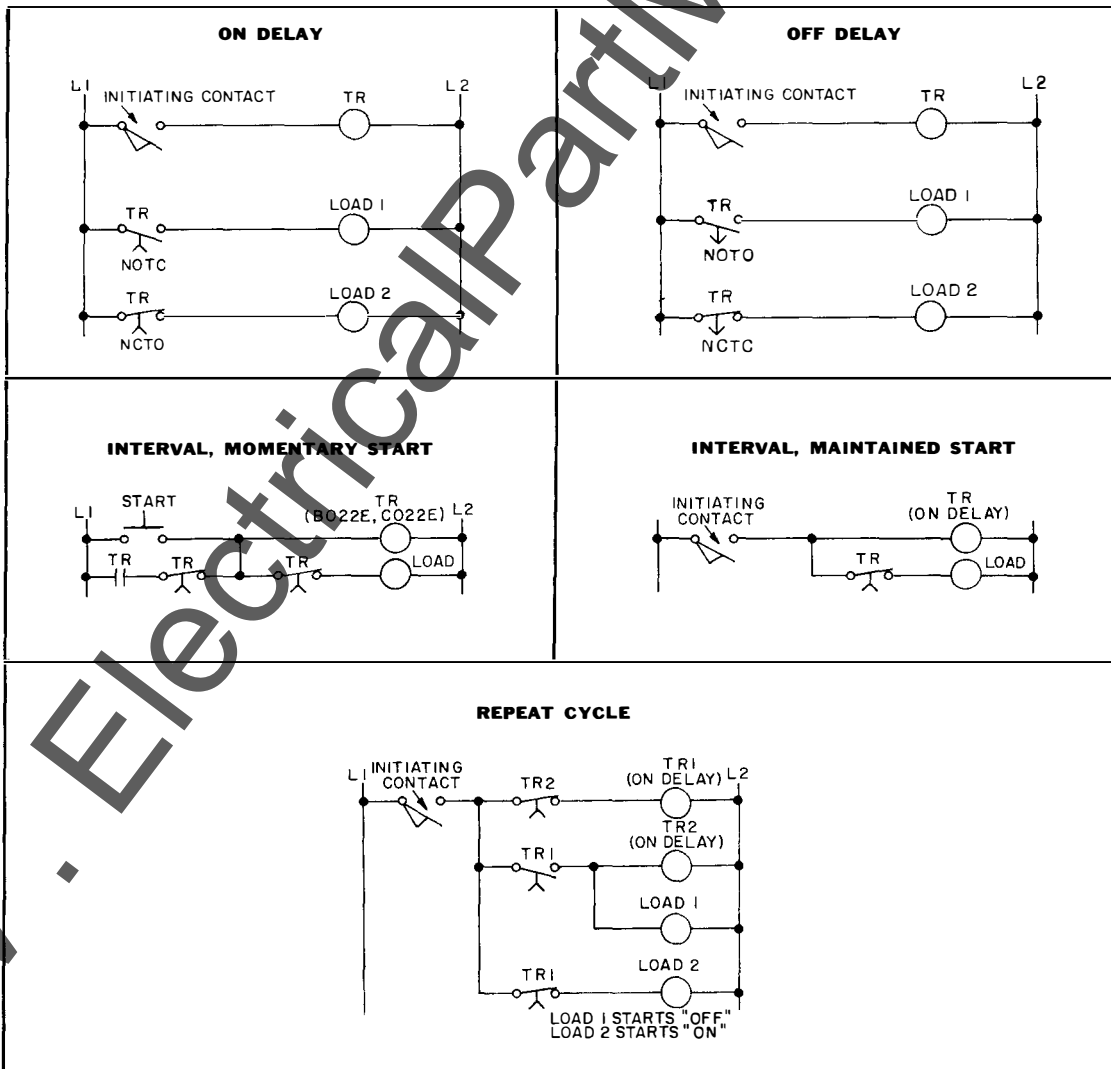 ON DELAY
L1
INITIATING CONTACT
TR
L2
TR
NOTC
LOAD 1
TR
NCTO
LOAD 2
OFF DELAY
L1
INITIATING CONTACT
TR
L2
TR
NOTO
LOAD 1
TR
NCTC
LOAD 2
INTERVAL, MOMENTARY START
L1
START
TR
(BO22E, CO22E)
L2
TR
TR
TR
LOAD
INTERVAL, MAINTAINED START
INITIATING
CONTACT
TR
(ON DELAY)
TR
LOAD
REPEAT CYCLE
L1
INITIATING
CONTACT
TR2
TR1
(ON DELAY)
L2
TR1
TR2
(ON DELAY)
LOAD 1
TR1
LOAD 2
LOAD 1 STARTS "OFF"
LOAD 2 STARTS "ON"
. ElectricalPart